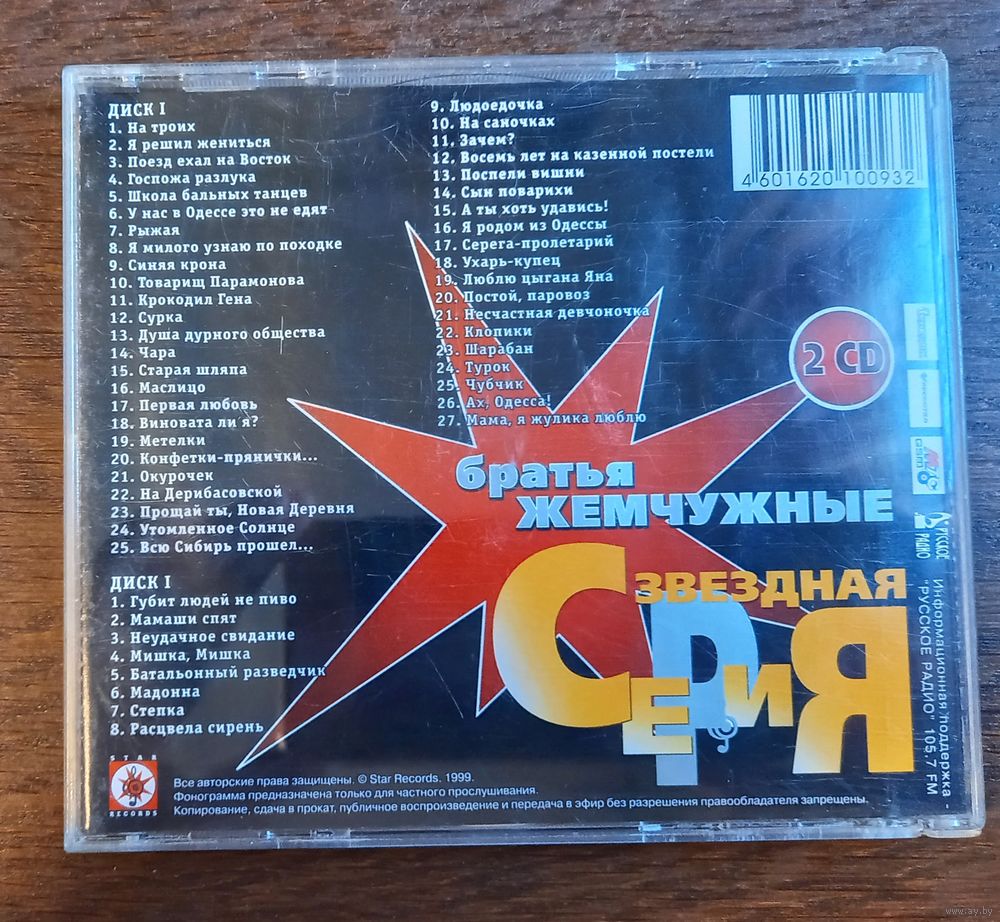 ДИСК I
1. На троих
2. Я решил жениться
3. Поезд ехал на Восток
4. Госпожа разлука
5. Школа бальных танцев
6. У нас в Одессе это не едят
7. Рыжая
8. Я милого узнаю по походке
9. Синяя крона
10. Товарищ Парамонова
11. Крокодил Гена
12. Сурка
13. Душа дурного общества
14. Чара
15. Старая шляпа
16. Маслицо
17. Первая любовь
18. Виновата ли я?
19. Метелки
20. Конфетки-прянички...
21. Окурочек
22. На Дерибасовской
23. Прощай ты, Новая Деревня
24. Утомленное Солнце
25. Всю Сибирь прошел...
ДИСК I
1. Губит людей не пиво
2. Мамаши спят
3. Неудачное свидание
4. Мишка, Мишка
5. Батальонный разведчик
6. Мадонна
7. Степка
8. Расцвела сирень
9. Людоедочка
10. На саночках
11. Зачем?
12. Восемь лет на казенной постели
13. Поспели вишни
14. Сын поварихи
15. А ты хоть удавись!
16. Я родом из Одессы
17. Серега-пролетарий
18. Ухарь-купец
19. Люблю цыгана Яна
20. Постой, паровоз
21. Несчастная девчоночка
22. Клопики
23. Шарабан
24. Турок
25. Чубчик
26. Ах, Одесса!
27. Мама, я жулика люблю
4 601620 100932
2 CD
братья
ЖЕМЧУЖНЫЕ
ЗВЕЗДНАЯ
СЕРИЯ
GSM
РУССКОЕ
РАДИО
Информационная поддержка -
"РУССКОЕ РАДИО" 105,7 FM
STAR
RECORDS
Все авторские права защищены. © Star Records. 1999.
Фонограмма предназначена только для частного прослушивания.
Копирование, сдача в прокат, публичное воспроизведение и передача в эфир без разрешения правообладателя запрещены.
www.ay.by